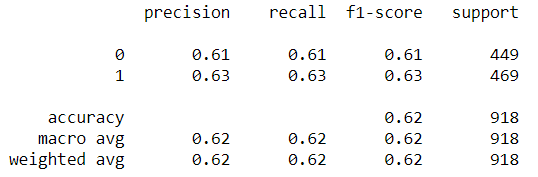 precision recall f1-score support
0 0.61 0.61 0.61 449
1 0.63 0.63 0.63 469
accuracy 0.62 918
macro avg 0.62 0.62 0.62 918
weighted avg 0.62 0.62 0.62 918